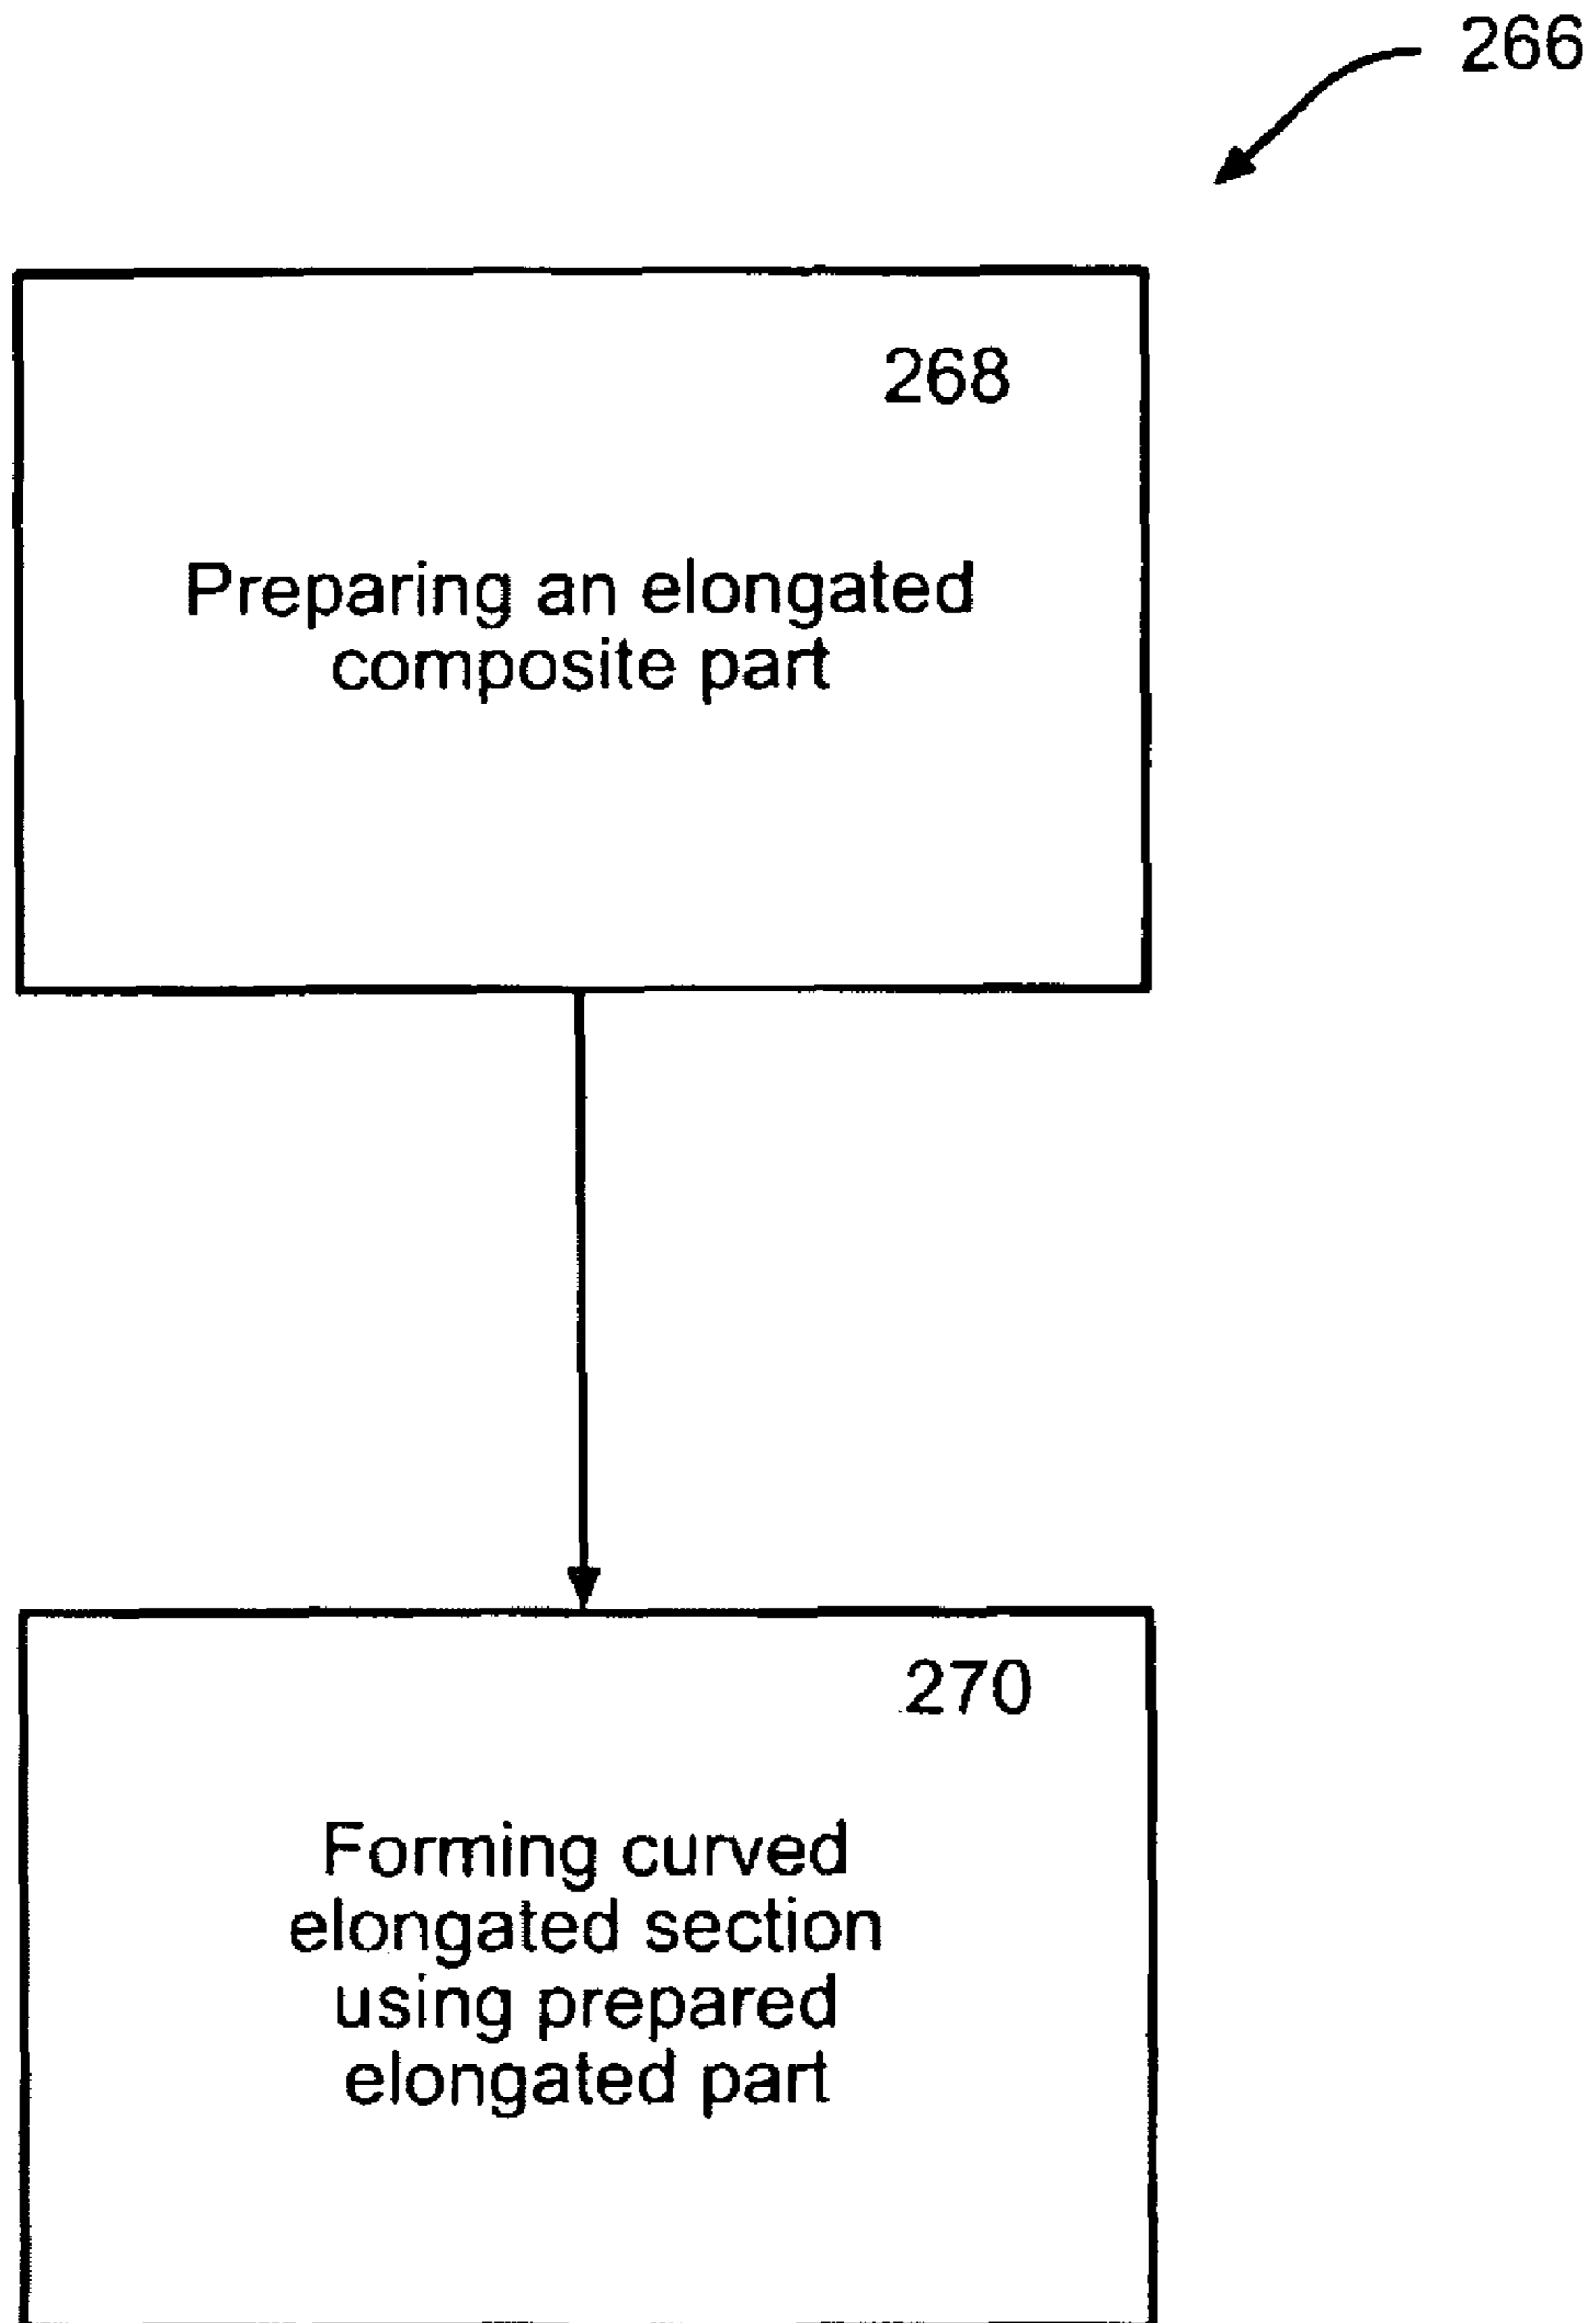 266
268
Preparing an elongated
composite part
270
Forming curved
elongated section
using prepared
elongated part